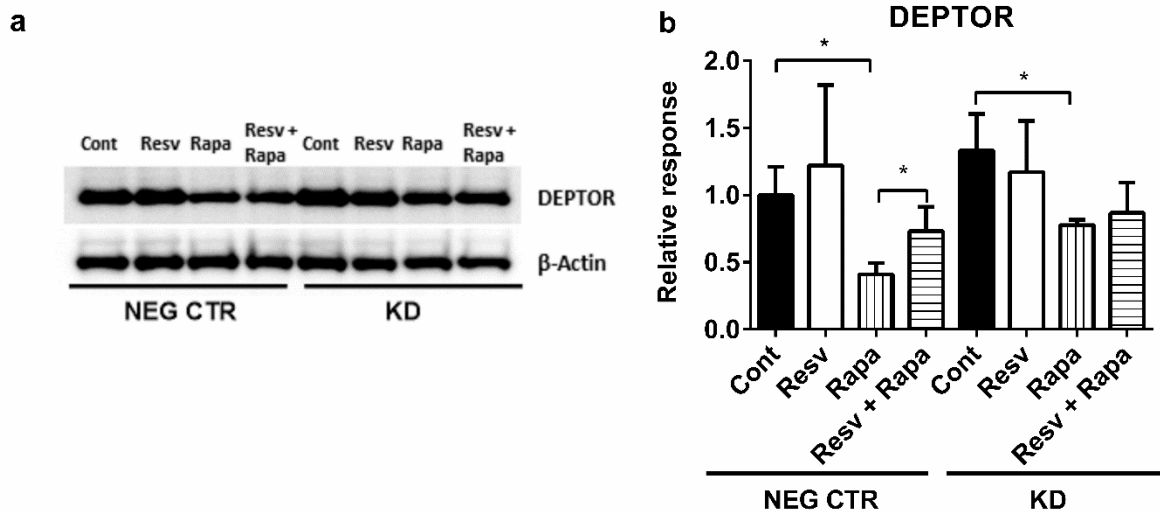 a
Cont Resv Rapa Resv + Rapa Cont Resv Rapa Resv + Rapa
DEPTOR
β-Actin
NEG CTR KD
b
DEPTOR
Relative response
2.0
1.5
1.0
0.5
0.0
*
*
*
Cont Resv Rapa Resv + Rapa Cont Resv Rapa Resv + Rapa
NEG CTR KD